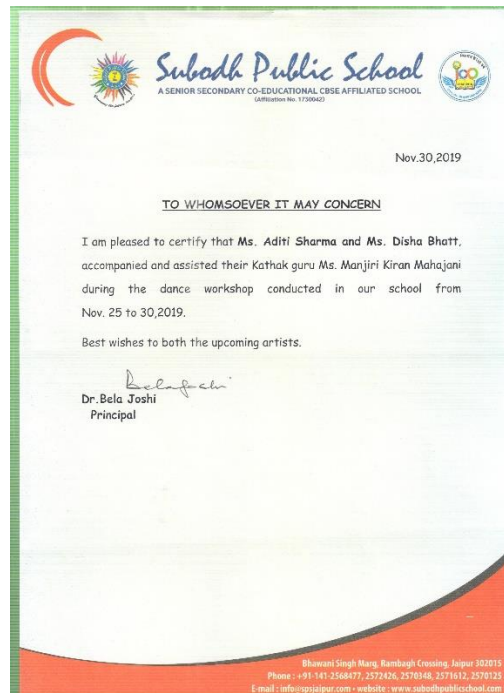 Subodh Public School
A SENIOR SECONDARY CO-EDUCATIONAL CBSE AFFILIATED SCHOOL
(Affiliation No. 1730042)
Nov.30,2019
TO WHOMSOEVER IT MAY CONCERN
I am pleased to certify that Ms. Aditi Sharma and Ms. Disha Bhatt,
accompanied and assisted their Kathak guru Ms. Manjiri Kiran Mahajani
during the dance workshop conducted in our school from
Nov. 25 to 30,2019.
Best wishes to both the upcoming artists.
Dr.Bela Joshi
Principal
Bhawani Singh Marg, Rambagh Crossing, Jaipur 302015
Phone : +91-141-2568477, 2572426, 2570348, 2571612, 2570125
E-mail : info@spsjaipur.com • website : www.subodhpublicschool.com